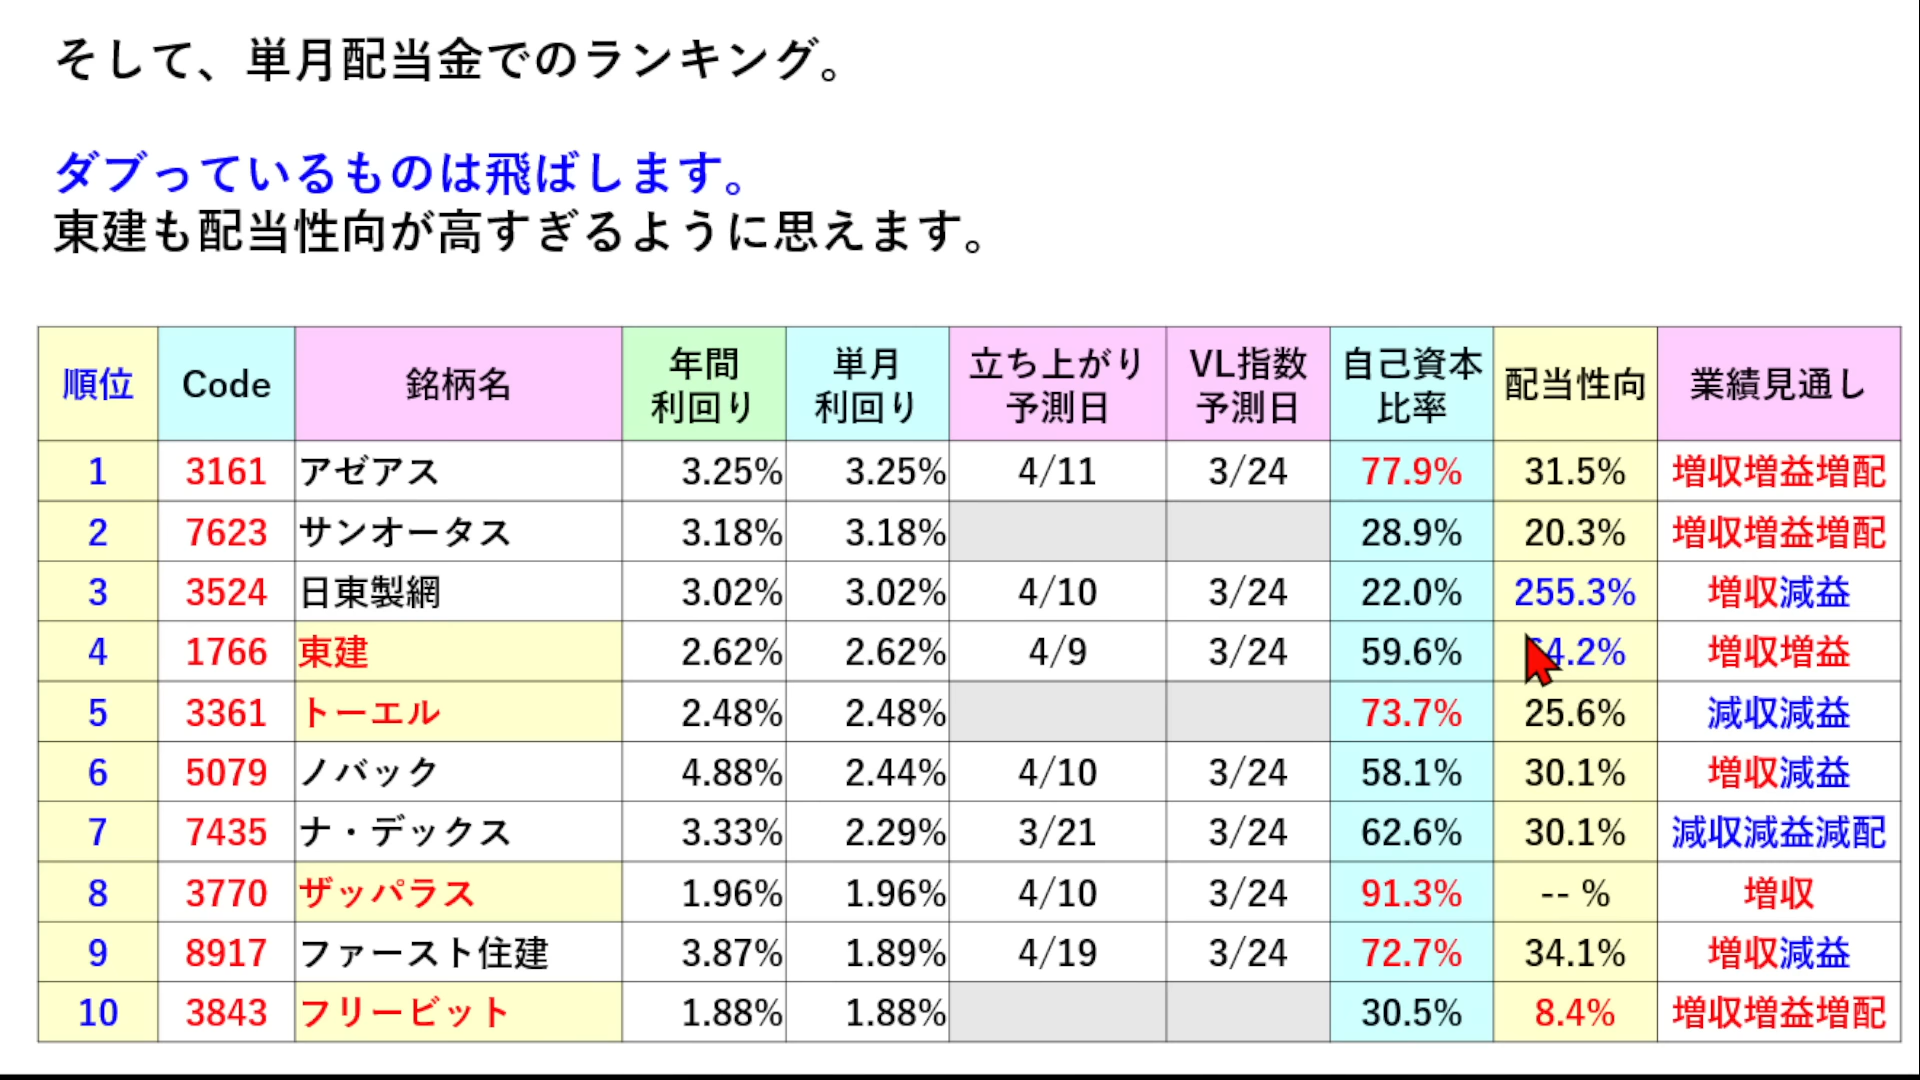 そして、単月配当金でのランキング。
ダブっているものは飛ばします。
東建も配当性向が高すぎるように思えます。
順位 Code 銘柄名 年間利回り 単月利回り 立ち上がり予測日 VL指数予測日 自己資本比率 配当性向 業績見通し
1 3161 アゼアス 3.25% 3.25% 4/11 3/24 77.9% 31.5% 増収増益増配
2 7623 サンオータス 3.18% 3.18% 28.9% 20.3% 増収増益増配
3 3524 日東製網 3.02% 3.02% 4/10 3/24 22.0% 255.3% 増収減益
4 1766 東建 2.62% 2.62% 4/9 3/24 59.6% 4.2% 増収増益
5 3361 トーエル 2.48% 2.48% 73.7% 25.6% 減収減益
6 5079 ノバック 4.88% 2.44% 4/10 3/24 58.1% 30.1% 増収減益
7 7435 ナ・デックス 3.33% 2.29% 3/21 3/24 62.6% 30.1% 減収減益減配
8 3770 ザッパラス 1.96% 1.96% 4/10 3/24 91.3% -- % 増収
9 8917 ファースト住建 3.87% 1.89% 4/19 3/24 72.7% 34.1% 増収減益
10 3843 フリービット 1.88% 1.88% 30.5% 8.4% 増収増益増配